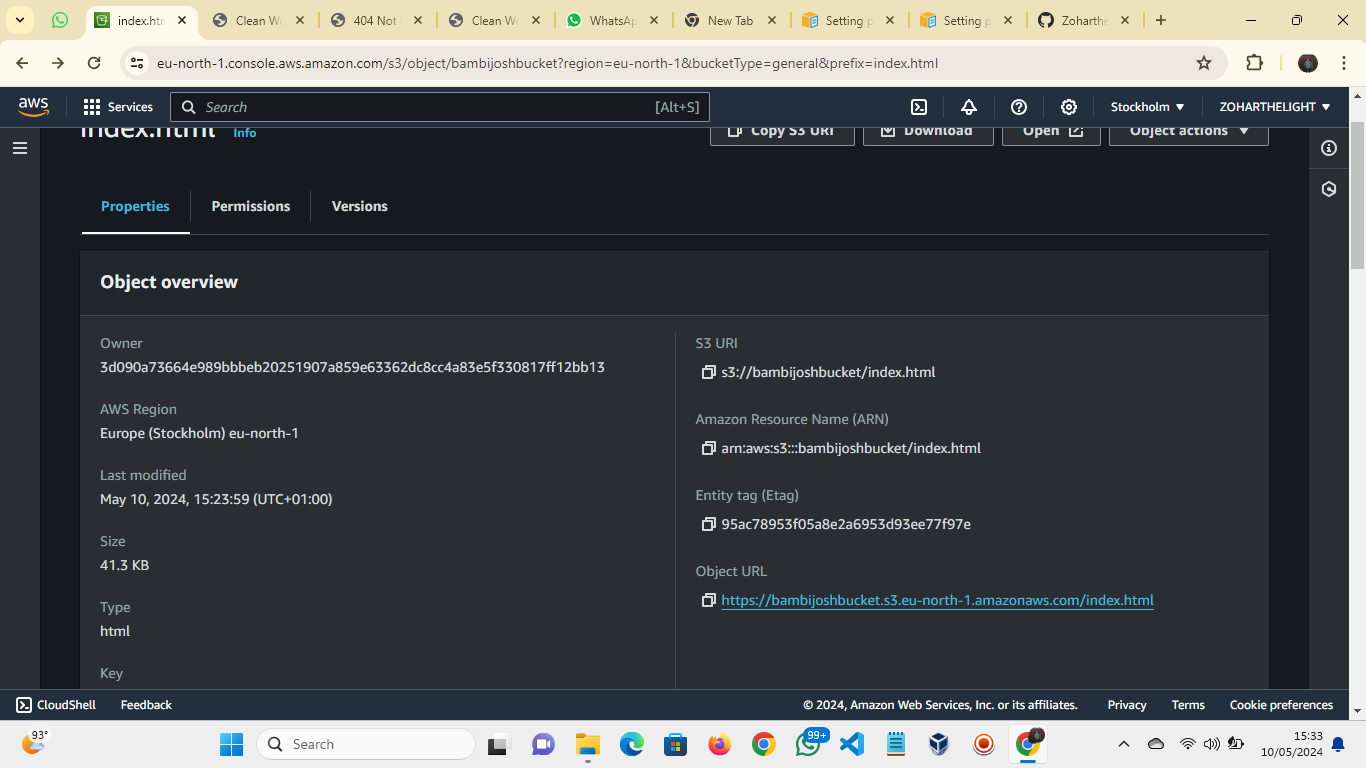 index.htm
Clean Wo
404 Not
Clean Wo
WhatsAp
New Tab
Setting p
Setting p
Zoharthe
eu-north-1.console.aws.amazon.com/s3/object/bambijoshbucket?region=eu-north-1&bucketType=general&prefix=index.html
aws
Services
Search
[Alt+S]
Stockholm
ZOHARTHELIGHT
index.html
Info
Copy S3 URI
Download
Open
Object actions
Properties
Permissions
Versions
Object overview
Owner
3d090a73664e989bbbeb20251907a859e63362dc8cc4a83e5f330817ff12bb13
AWS Region
Europe (Stockholm) eu-north-1
Last modified
May 10, 2024, 15:23:59 (UTC+01:00)
Size
41.3 KB
Type
html
Key
S3 URI
s3://bambijoshbucket/index.html
Amazon Resource Name (ARN)
arn:aws:s3:::bambijoshbucket/index.html
Entity tag (Etag)
95ac78953f05a8e2a6953d93ee77f97e
Object URL
https://bambijoshbucket.s3.eu-north-1.amazonaws.com/index.html
CloudShell
Feedback
© 2024, Amazon Web Services, Inc. or its affiliates.
Privacy
Terms
Cookie preferences
93°
Search
99+
15:33
10/05/2024